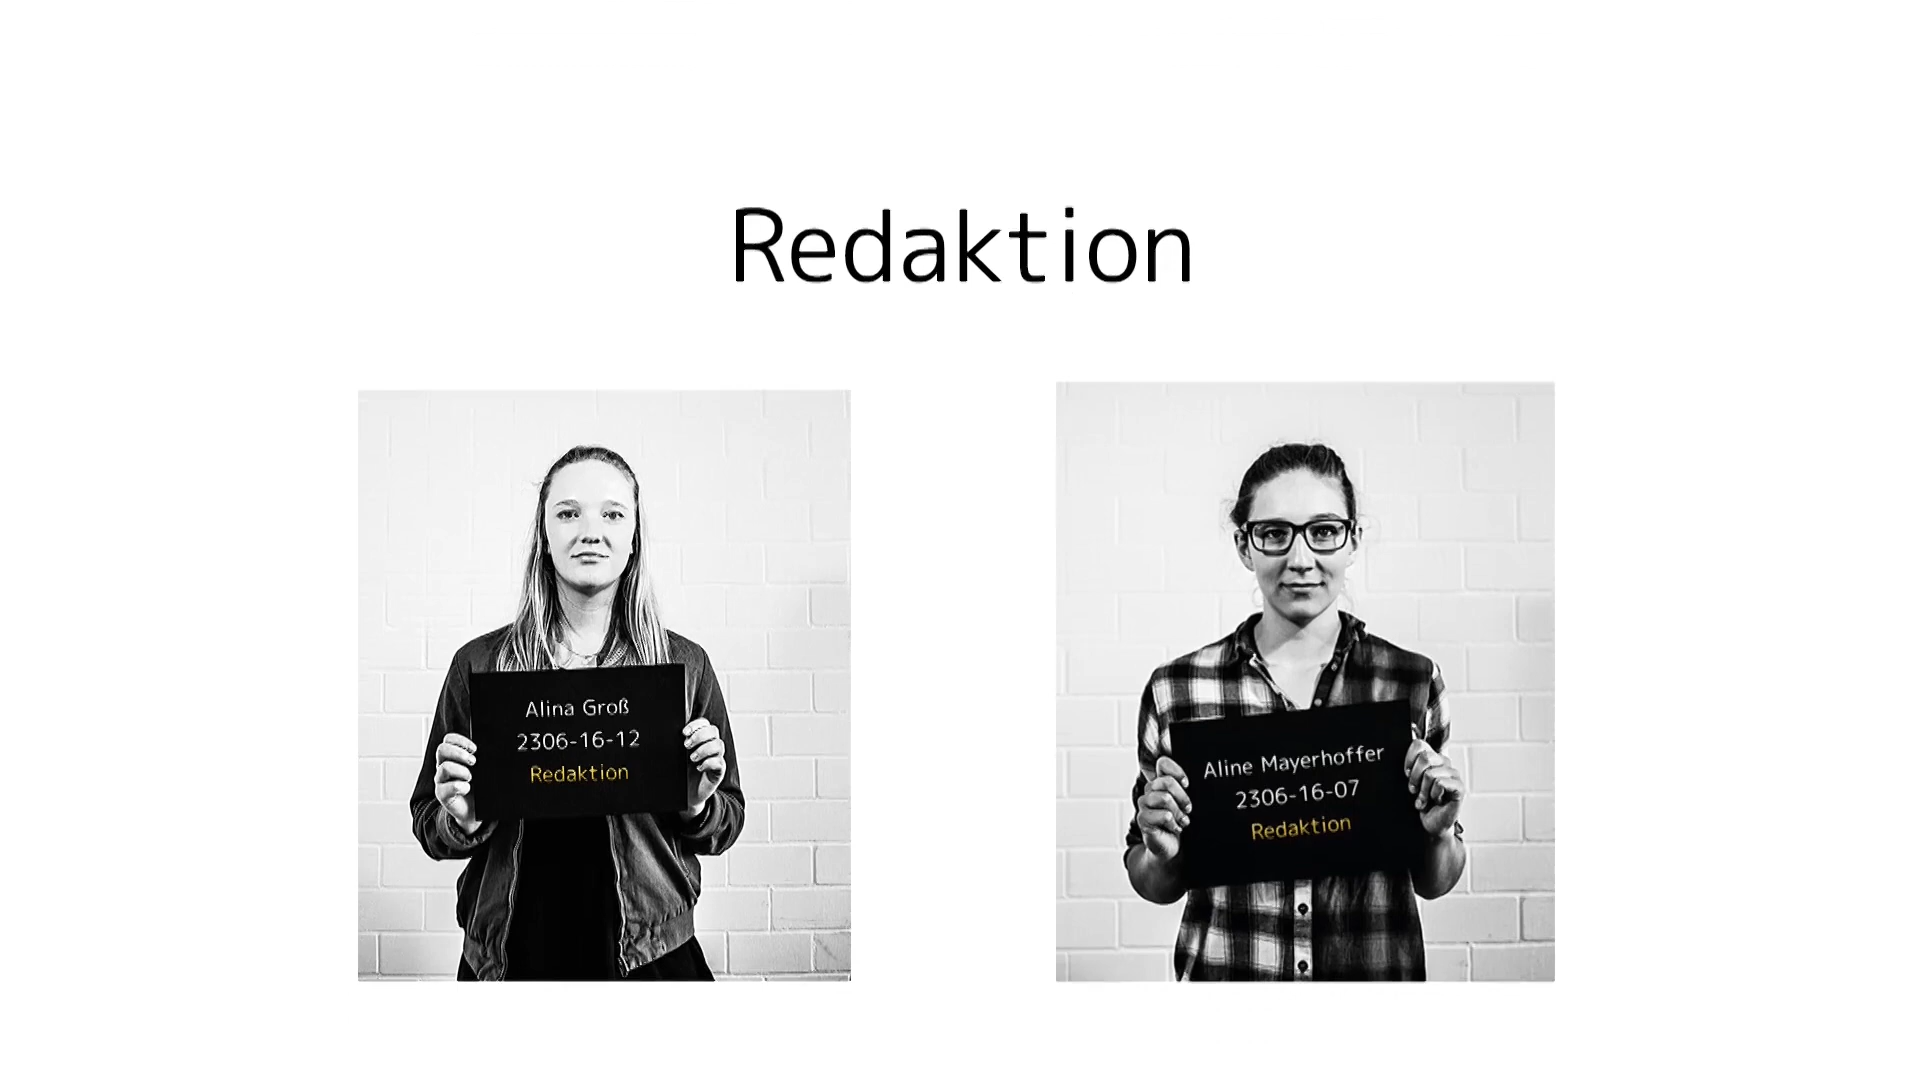 Redaktion
Alina Groß
2306-16-12
Redaktion
Aline Mayerhoffer
2306-16-07
Redaktion